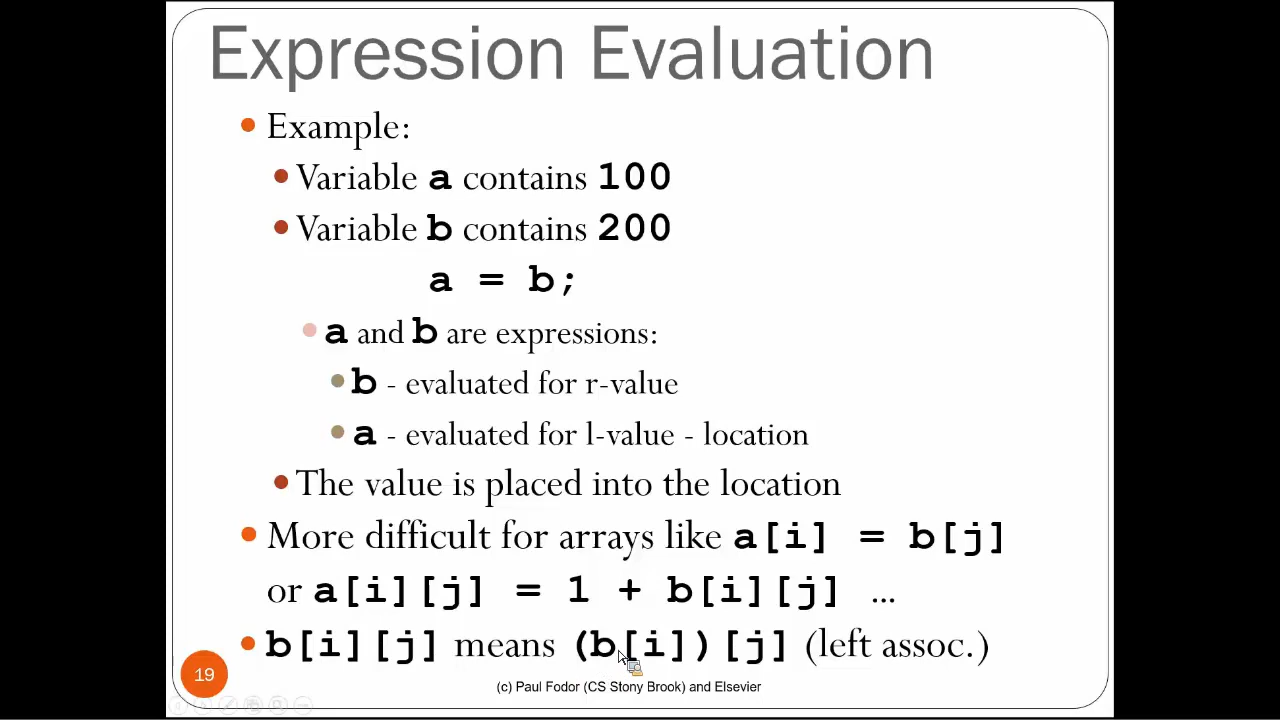 Expression Evaluation
Example:
Variable a contains 100
Variable b contains 200
a = b;
a and b are expressions:
b - evaluated for r-value
a - evaluated for l-value - location
The value is placed into the location
More difficult for arrays like a[i] = b[j]
or a[i][j] = 1 + b[i][j] ...
b[i][j] means (b[i])[j] (left assoc.)
19
(c) Paul Fodor (CS Stony Brook) and Elsevier